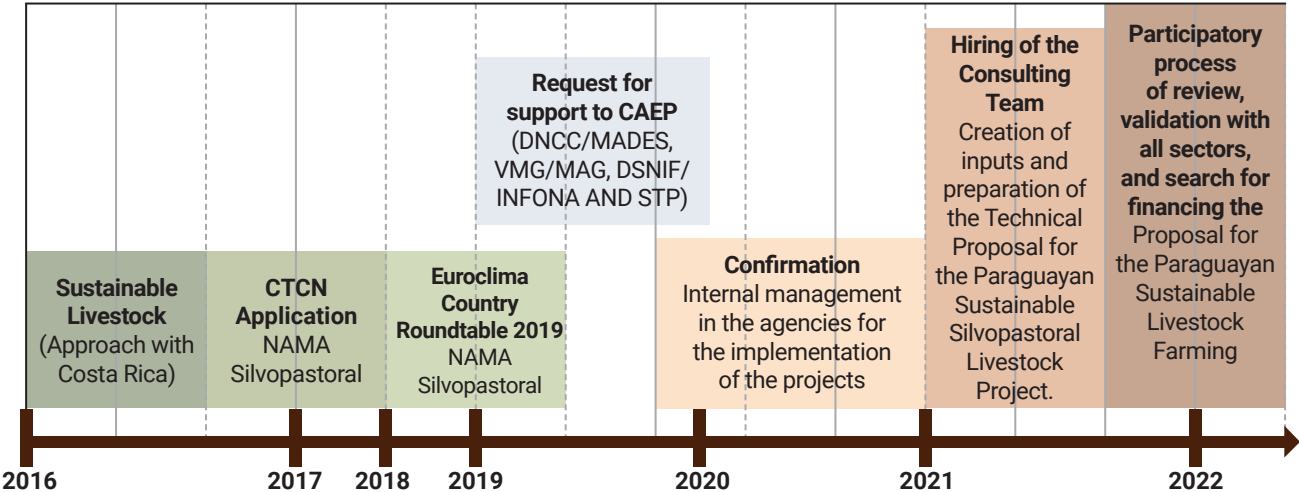 Sustainable
Livestock
(Approach with
Costa Rica)
CTCN
Application
NAMA
Silvopastoral
Euroclima
Country
Roundtable 2019
NAMA
Silvopastoral
Request for
support to CAEP
(DNCC/MADES,
VMG/MAG, DSNIF/
INFONA AND STP)
Confirmation
Internal management
in the agencies for
the implementation
of the projects
Hiring of the
Consulting
Team
Creation of
inputs and
preparation of
the Technical
Proposal for
the Paraguayan
Sustainable
Silvopastoral
Livestock
Project.
Participatory
process
of review,
validation with
all sectors,
and search for
financing the
Proposal for
the Paraguayan
Sustainable
Livestock
Farming
2016
2017
2018
2019
2020
2021
2022